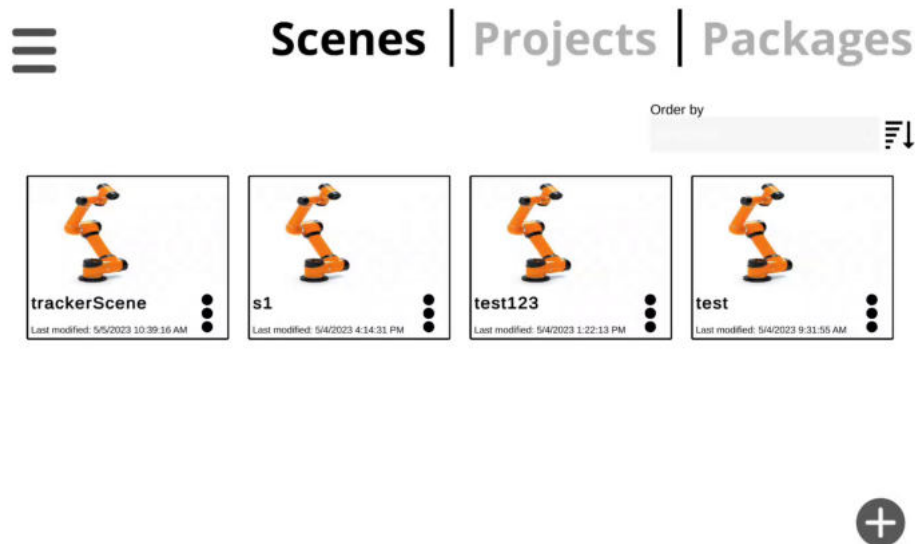 Scenes | Projects | Packages
Order by
trackerScene
Last modified: 5/5/2023 10:39:16 AM
s1
Last modified: 5/4/2023 4:14:31 PM
test123
Last modified: 5/4/2023 1:22:13 PM
test
Last modified: 5/4/2023 9:31:55 AM